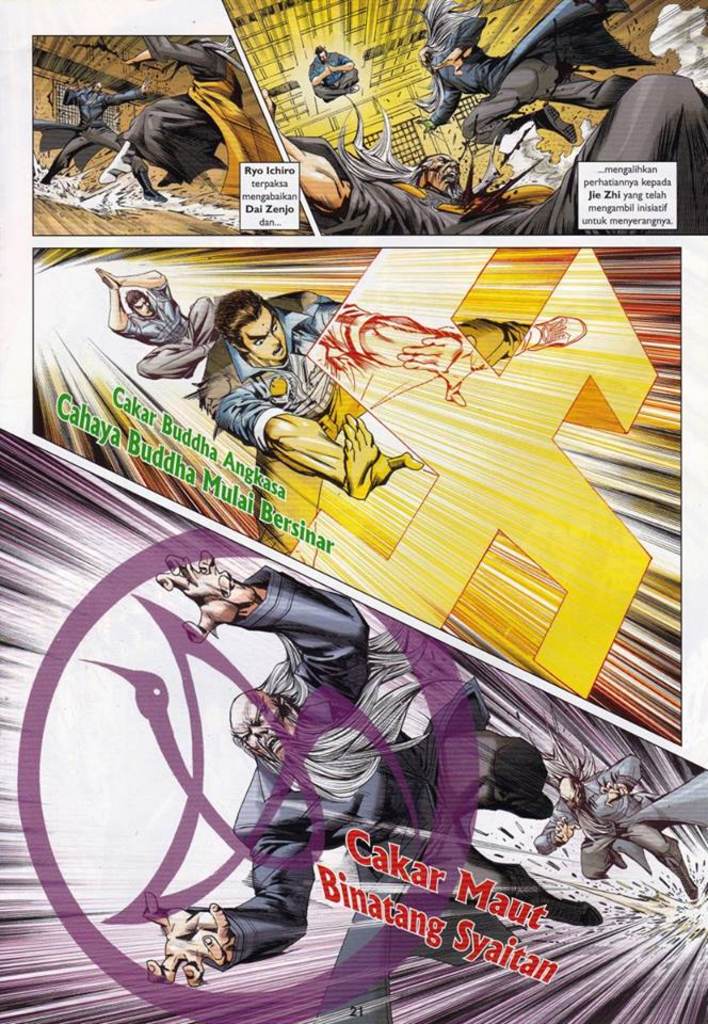 Ryo Ichiro
terpaksa
mengabaikan
Dai Zenjo
dan...
...mengalihkan
perhatiannya kepada
Jie Zhi yang telah
mengambil inisiatif
untuk menyerangnya.
Cakar Buddha Angkasa
Cahaya Buddha Mulai Bersinar
Cakar Maut
Binatang Syaitan
21